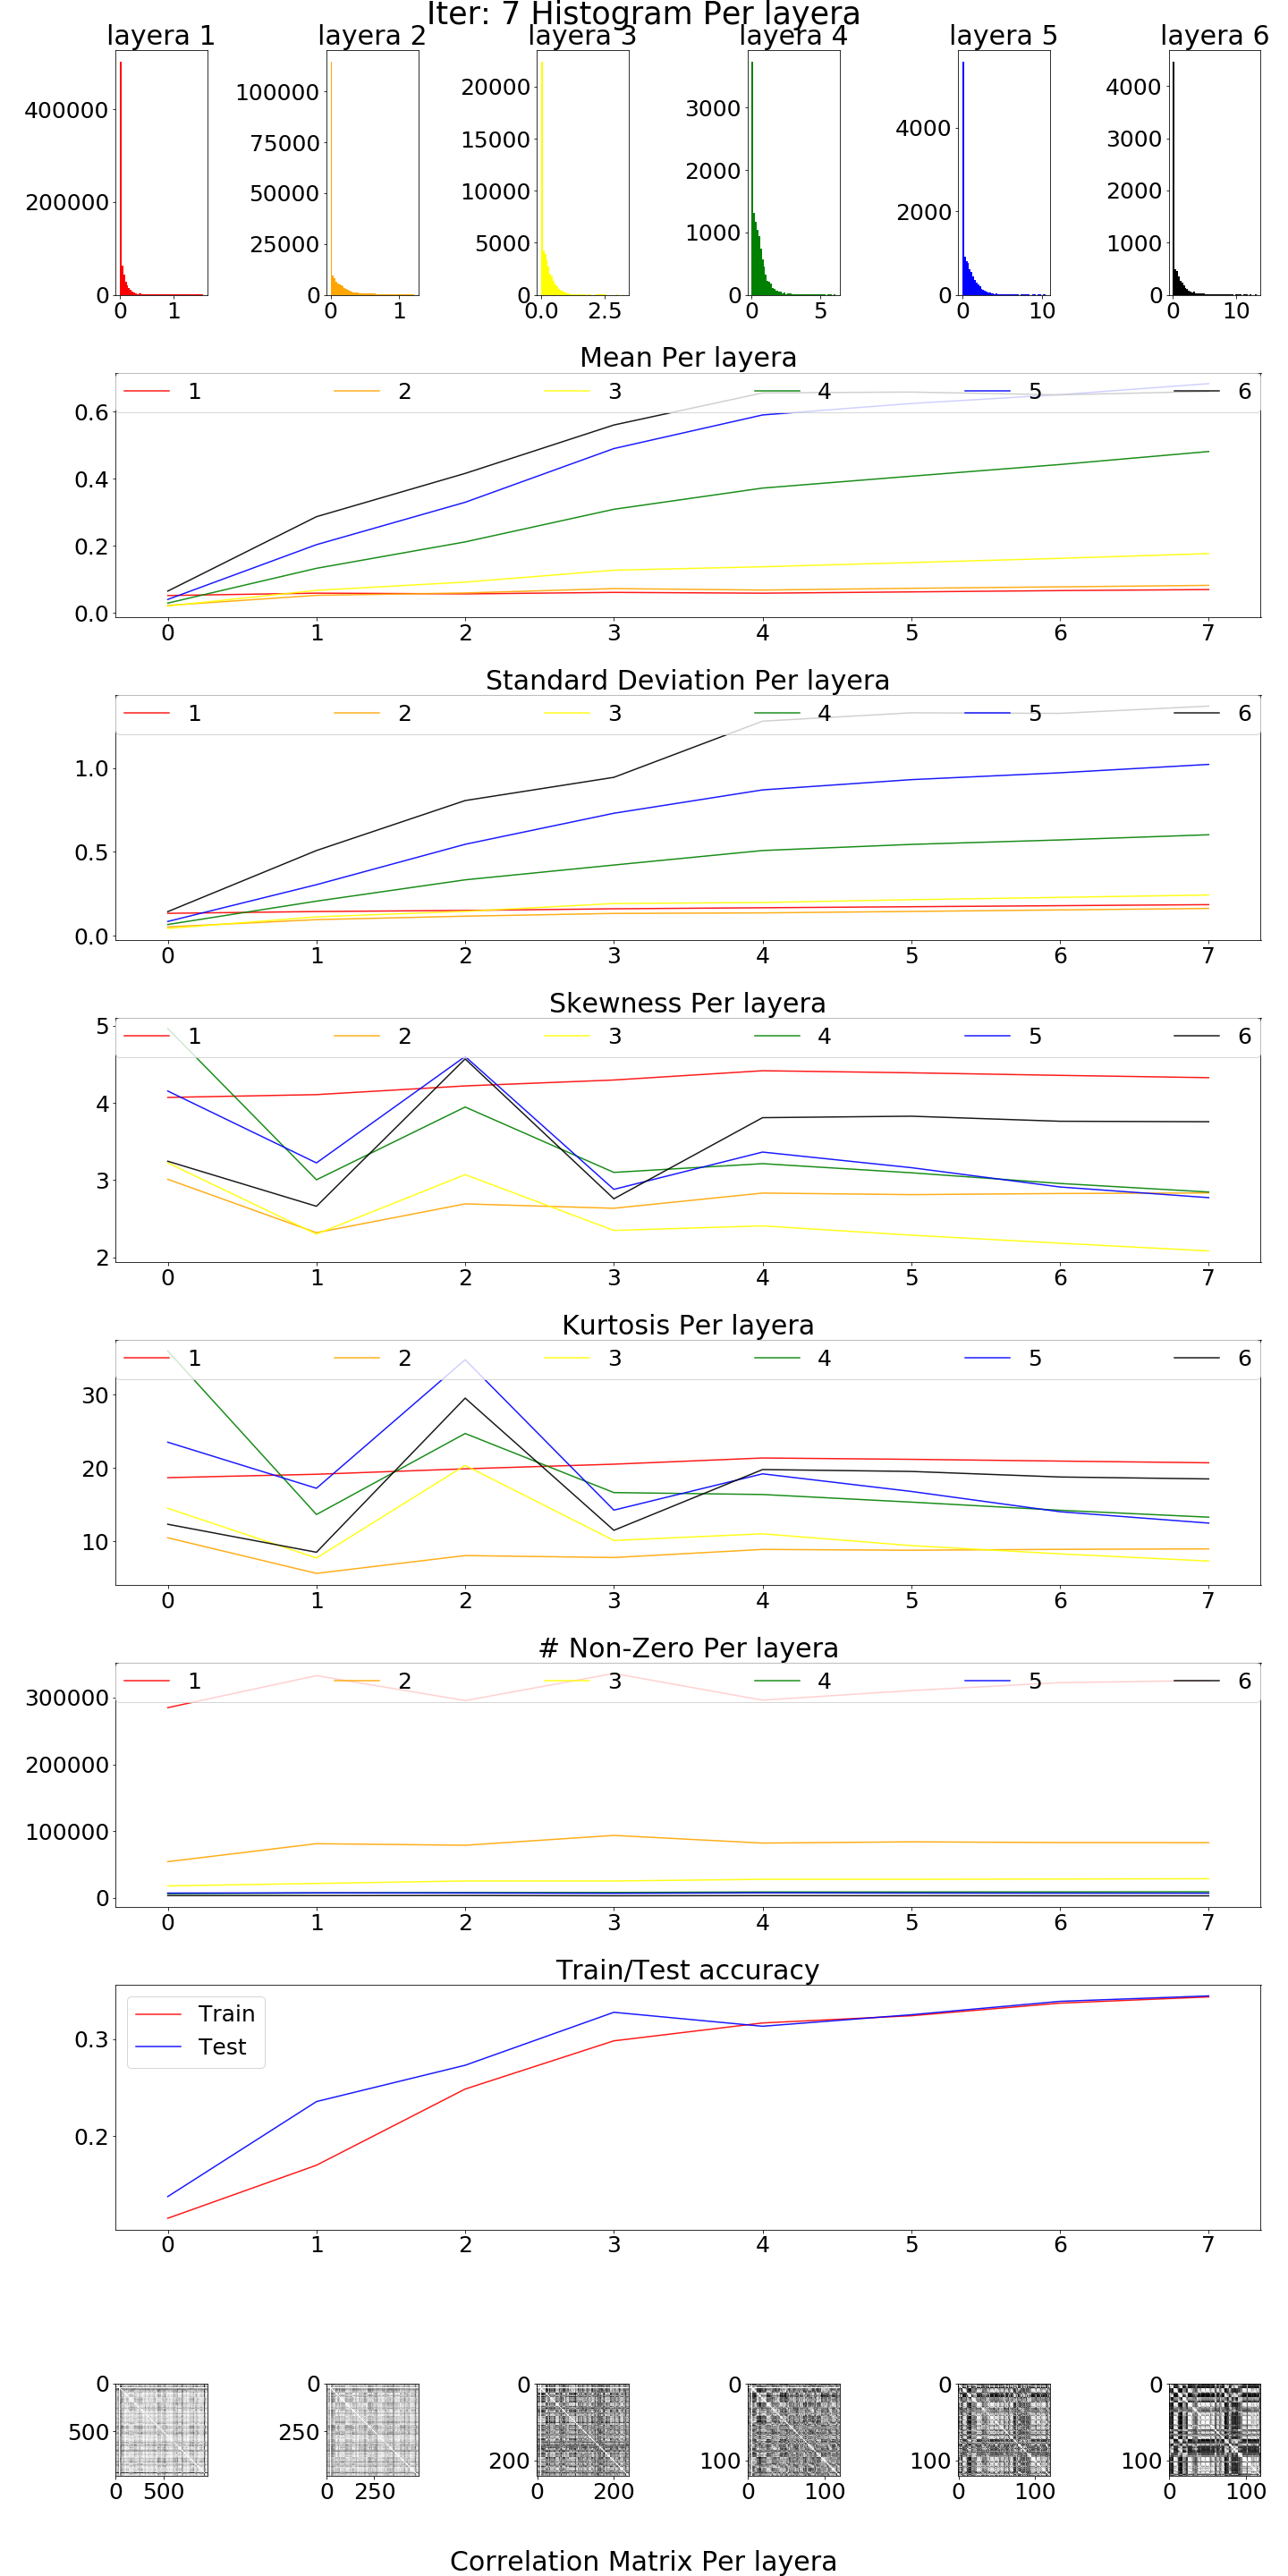 Iter: 7 Histogram Per layera
layera 1 layera 2 layera 3 layera 4 layera 5 layera 6
400000 200000 0
0 1
100000 75000 50000 25000 0
0 1
20000 15000 10000 5000 0
0.0 2.5
3000 2000 1000 0
0 5
4000 2000 0
0 10
4000 3000 2000 1000 0
0 10
Mean Per layera
1 2 3 4 5 6
0.6
0.4
0.2
0.0
0 1 2 3 4 5 6 7
Standard Deviation Per layera
1 2 3 4 5 6
1.0
0.5
0.0
0 1 2 3 4 5 6 7
Skewness Per layera
5
1 2 3 4 5 6
4
3
2
0 1 2 3 4 5 6 7
Kurtosis Per layera
1 2 3 4 5 6
30
20
10
0 1 2 3 4 5 6 7
# Non-Zero Per layera
1 2 3 4 5 6
300000
200000
100000
0
0 1 2 3 4 5 6 7
Train/Test accuracy
Train
Test
0.3
0.2
0 1 2 3 4 5 6 7
0 500
0 500
0 250
0 250
0 200
0 200
0 100
0 100
0 100
0 100
0 100
0 100
Correlation Matrix Per layera